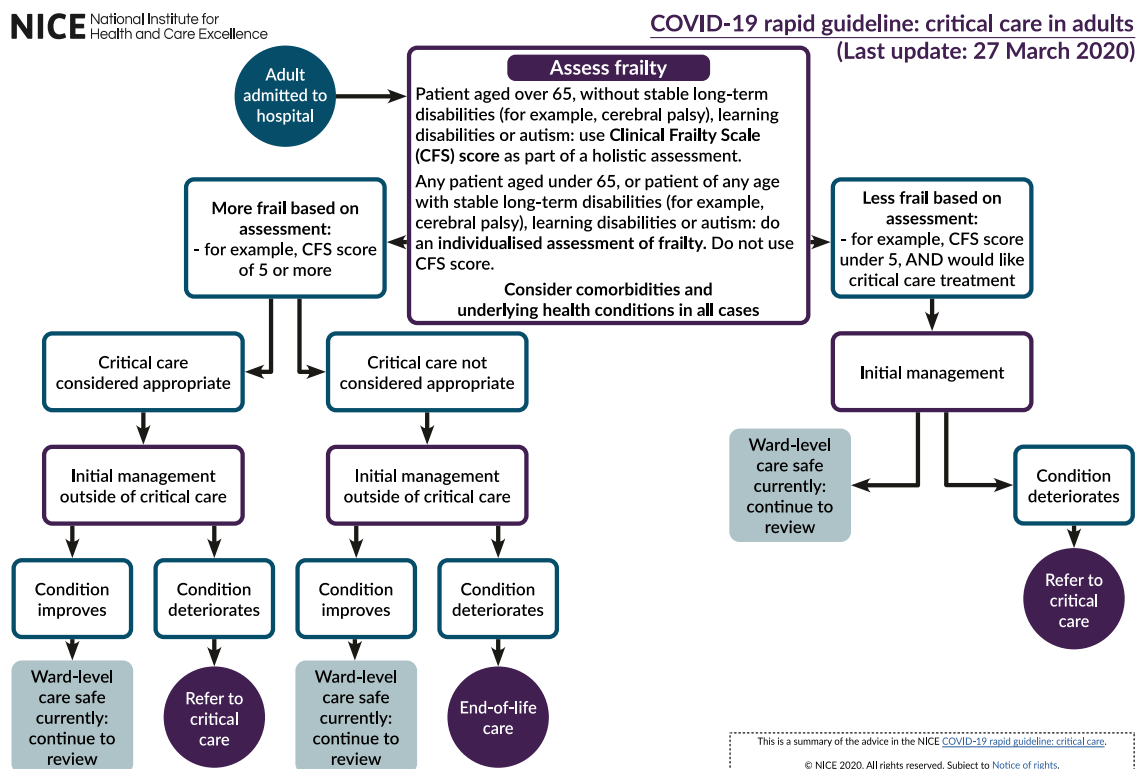 NICE National Institute for
Health and Care Excellence
COVID-19 rapid guideline: critical care in adults
(Last update: 27 March 2020)
Adult
admitted to
hospital
Assess frailty
Patient aged over 65, without stable long-term
disabilities (for example, cerebral palsy), learning
disabilities or autism: use Clinical Frailty Scale
(CFS) score as part of a holistic assessment.
Any patient aged under 65, or patient of any age
with stable long-term disabilities (for example,
cerebral palsy), learning disabilities or autism: do
an individualised assessment of frailty. Do not use
CFS score.
Consider comorbidities and
underlying health conditions in all cases
More frail based on
assessment:
- for example, CFS score
of 5 or more
Less frail based on
assessment:
- for example, CFS score
under 5, AND would like
critical care treatment
Critical care
considered appropriate
Critical care not
considered appropriate
Initial management
Initial management
outside of critical care
Initial management
outside of critical care
Ward-level
care safe
currently:
continue to
review
Condition
deteriorates
Condition
improves
Condition
deteriorates
Condition
improves
Condition
deteriorates
Refer to
critical
care
Ward-level
care safe
currently:
continue to
review
Refer to
critical
care
Ward-level
care safe
currently:
continue to
review
End-of-life
care
This is a summary of the advice in the NICE COVID-19 rapid guideline: critical care.
© NICE 2020. All rights reserved. Subject to Notice of rights.